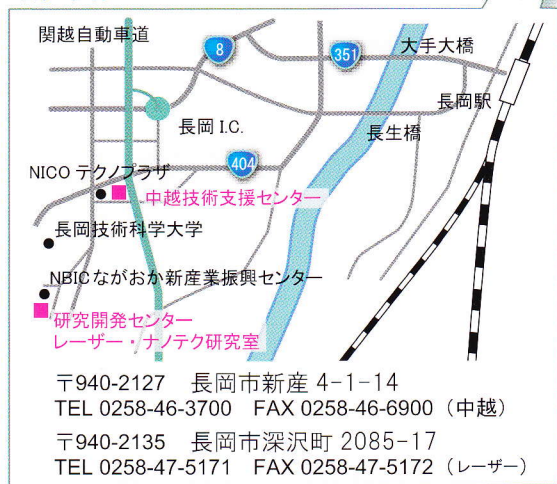 関越自動車道
8
351
大手大橋
長岡駅
長岡 I.C.
長生橋
404
NICO テクノプラザ
中越技術支援センター
長岡技術科学大学
NBICながおか新産業振興センター
研究開発センター
レーザー・ナノテク研究室
〒940-2127　長岡市新産 4-1-14
TEL 0258-46-3700　FAX 0258-46-6900（中越）
〒940-2135　長岡市深沢町 2085-17
TEL 0258-47-5171　FAX 0258-47-5172（レーザー）